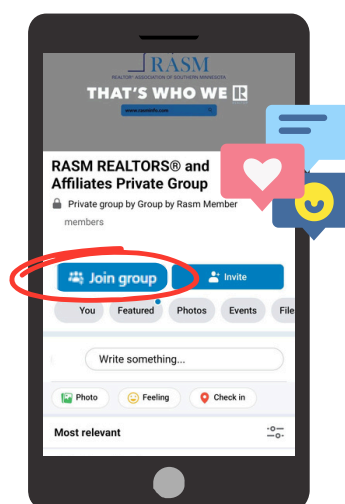 RASM
REALTOR® ASSOCIATION OF SOUTHERN MINNESOTA
THAT'S WHO WE R
www.rasminfo.com
RASM REALTORS® and
Affiliates Private Group
Private group by Group by Rasm Member
members
Join group
Invite
You Featured Photos Events File
Write something...
Photo Feeling Check in
Most relevant